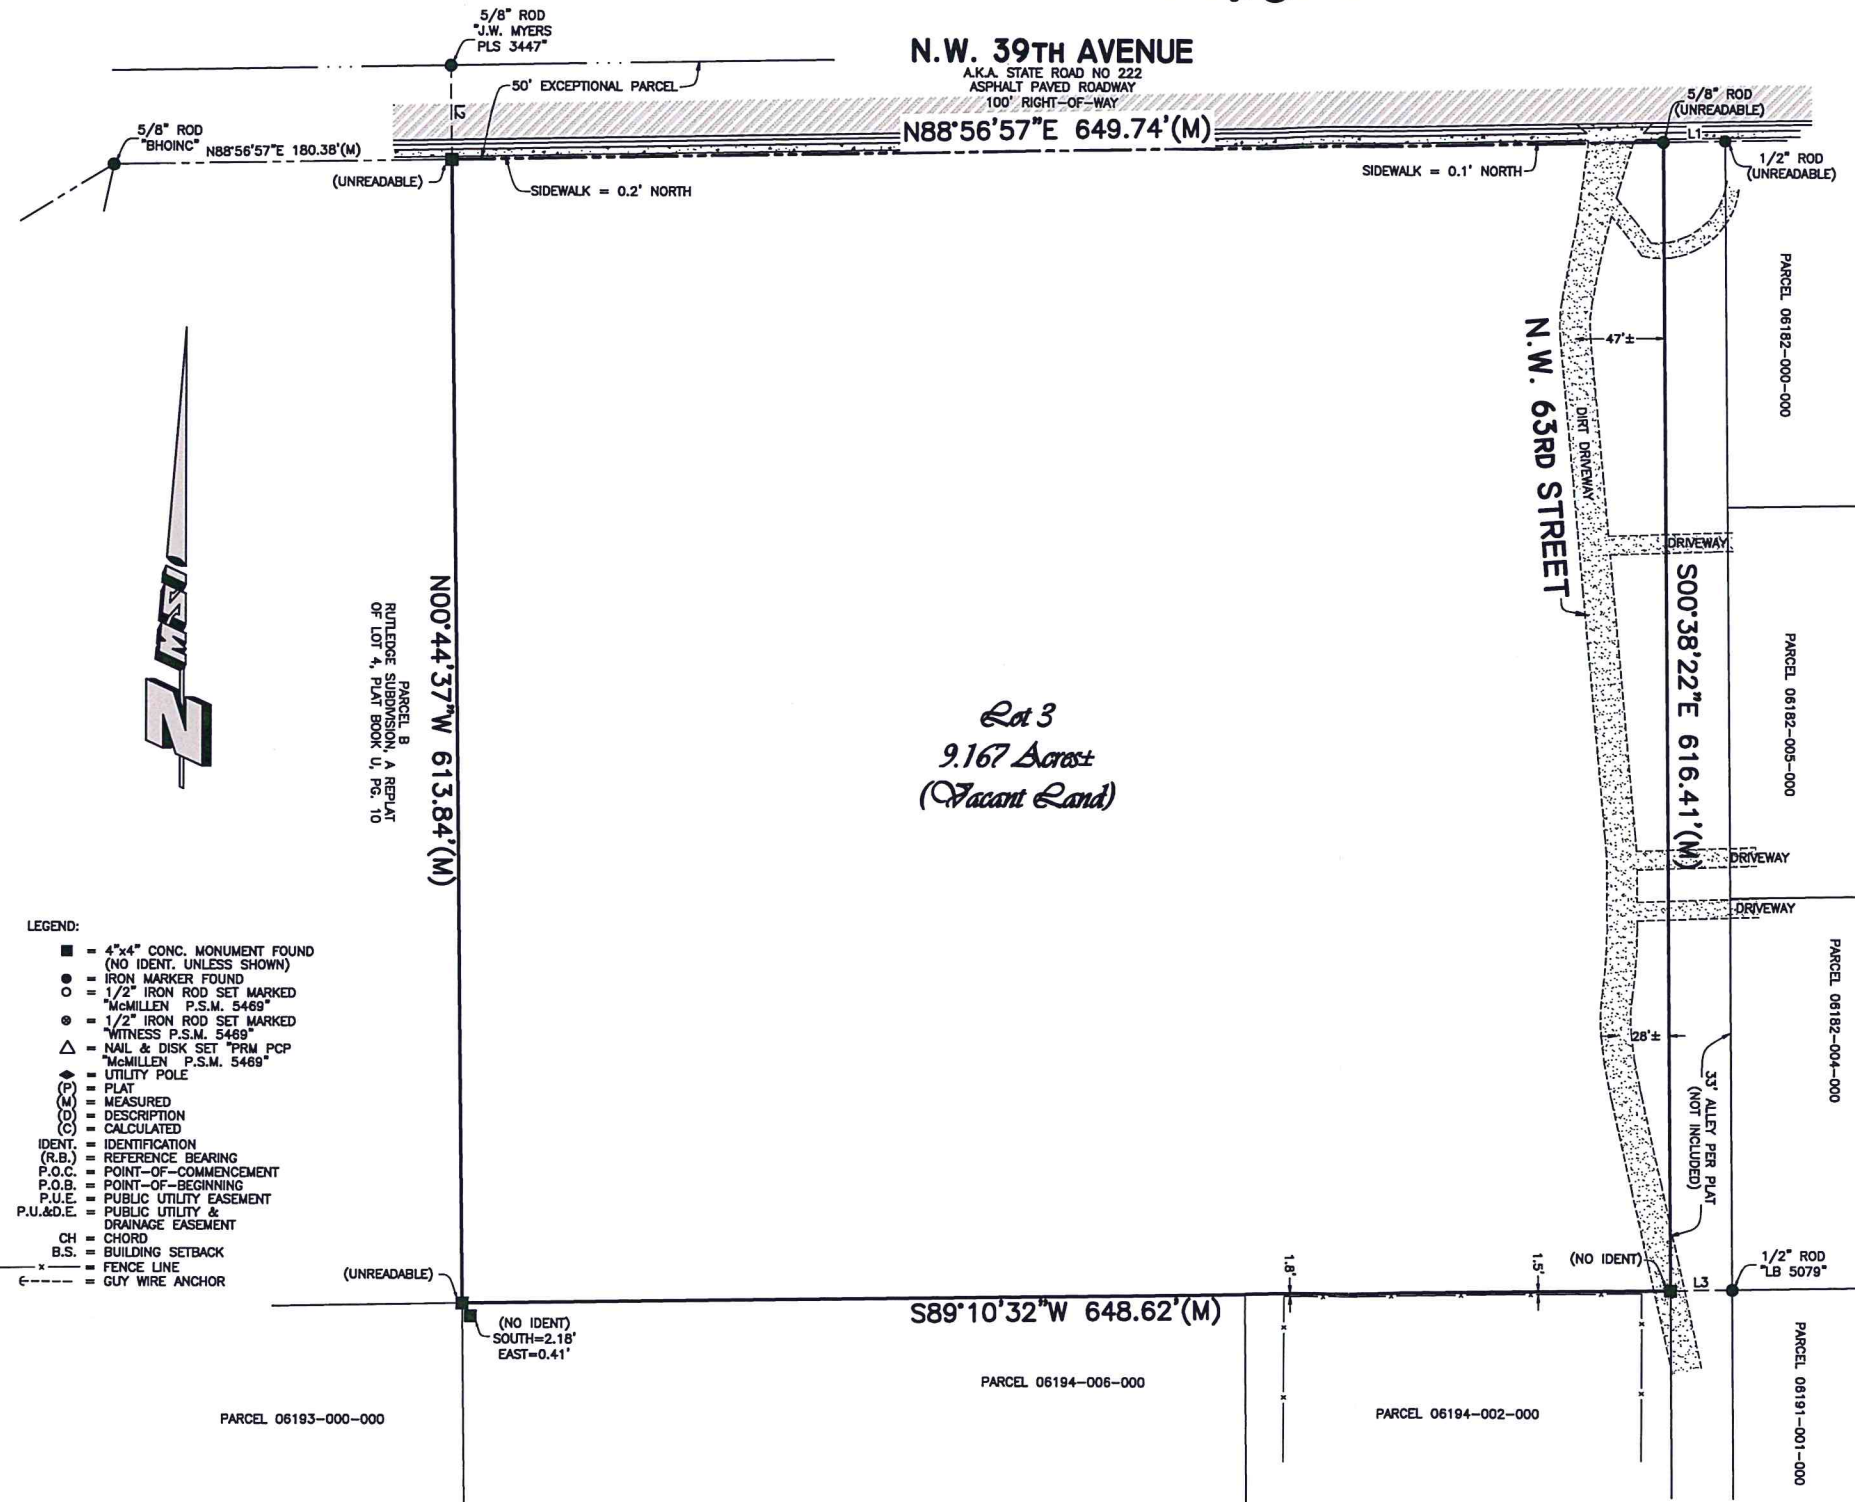 5/8" ROD
"J.W. MYERS
PLS 3447"
N.W. 39TH AVENUE
A.K.A. STATE ROAD NO 222
ASPHALT PAVED ROADWAY
100' RIGHT-OF-WAY
50' EXCEPTIONAL PARCEL
L2
5/8" ROD
"BHOINC"
N88°56'57"E 180.38'(M)
N88°56'57"E 649.74'(M)
5/8" ROD
(UNREADABLE)
L1
1/2" ROD
(UNREADABLE)
(UNREADABLE)
SIDEWALK = 0.2' NORTH
SIDEWALK = 0.1' NORTH
PARCEL 06182-000-000
47'±
N.W. 63RD STREET
DIRT DRIVEWAY
DRIVEWAY
S00°38'22"E 616.41'(M)
PARCEL 06182-005-000
MSI
N
N00°44'37"W 613.84'(M)
PARCEL B
RUTLEDGE SUBDIVISION, A REPLAT
OF LOT 4, PLAT BOOK U, PG. 10
Lot 3
9.167 Acres±
(Vacant Land)
DRIVEWAY
DRIVEWAY
PARCEL 06182-004-000
28'±
33' ALLEY PER PLAT
(NOT INCLUDED)
LEGEND:
= 4"x4" CONC. MONUMENT FOUND
(NO IDENT. UNLESS SHOWN)
= IRON MARKER FOUND
= 1/2" IRON ROD SET MARKED
"McMILLEN P.S.M. 5469"
= 1/2" IRON ROD SET MARKED
"WITNESS P.S.M. 5469"
= NAIL & DISK SET "PRM PCP
"McMILLEN P.S.M. 5469"
= UTILITY POLE
(P) = PLAT
(M) = MEASURED
(D) = DESCRIPTION
(C) = CALCULATED
IDENT. = IDENTIFICATION
(R.B.) = REFERENCE BEARING
P.O.C. = POINT-OF-COMMENCEMENT
P.O.B. = POINT-OF-BEGINNING
P.U.E. = PUBLIC UTILITY EASEMENT
P.U.&D.E. = PUBLIC UTILITY &
DRAINAGE EASEMENT
CH = CHORD
B.S. = BUILDING SETBACK
x = FENCE LINE
= GUY WIRE ANCHOR
(UNREADABLE)
(NO IDENT)
SOUTH=2.18'
EAST=0.41'
S89°10'32"W 648.62'(M)
1.8'
1.5'
(NO IDENT)
L3
1/2" ROD
"LB 5079"
PARCEL 06193-000-000
PARCEL 06194-006-000
PARCEL 06194-002-000
PARCEL 06191-001-000